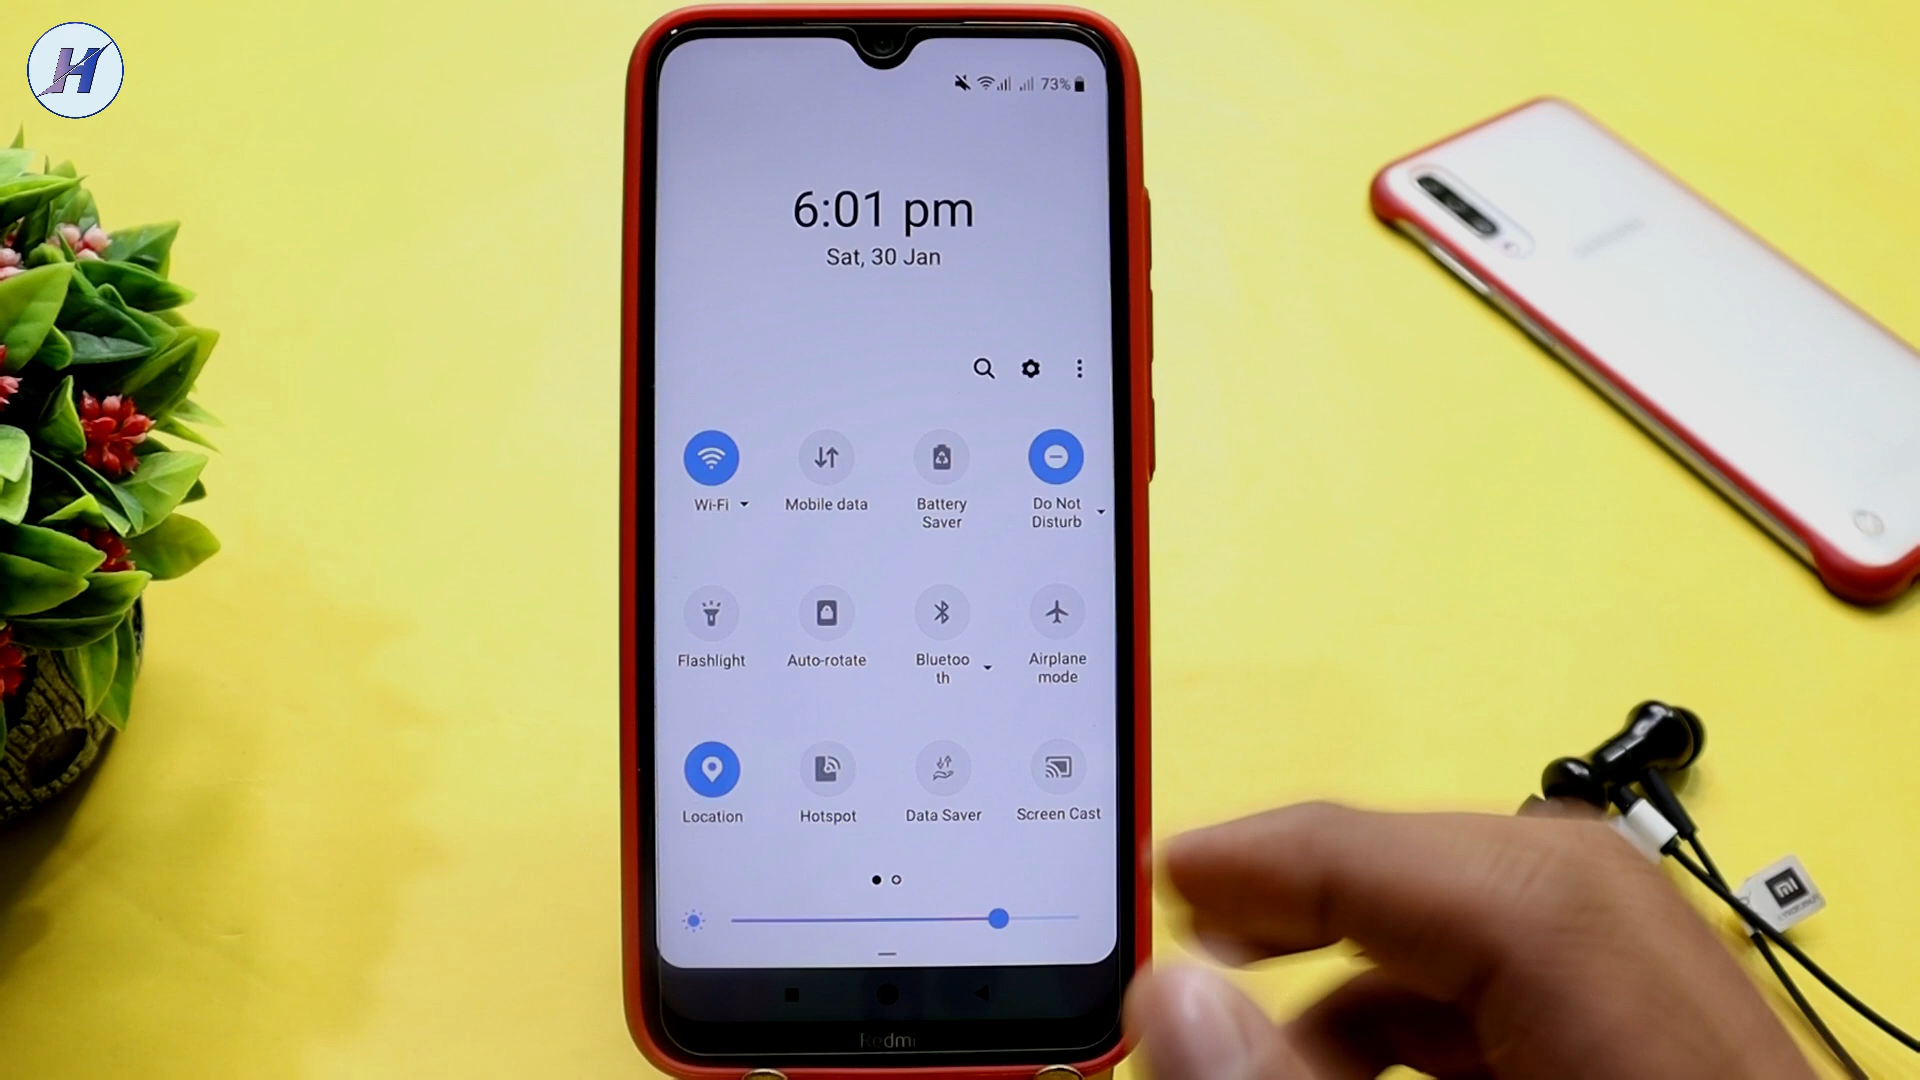 H
73%
6:01 pm
Sat, 30 Jan
Wi-Fi
Mobile data
Battery
Saver
Do Not
Disturb
Flashlight
Auto-rotate
Bluetoo
th
Airplane
mode
Location
Hotspot
Data Saver
Screen Cast
Redmi
mi